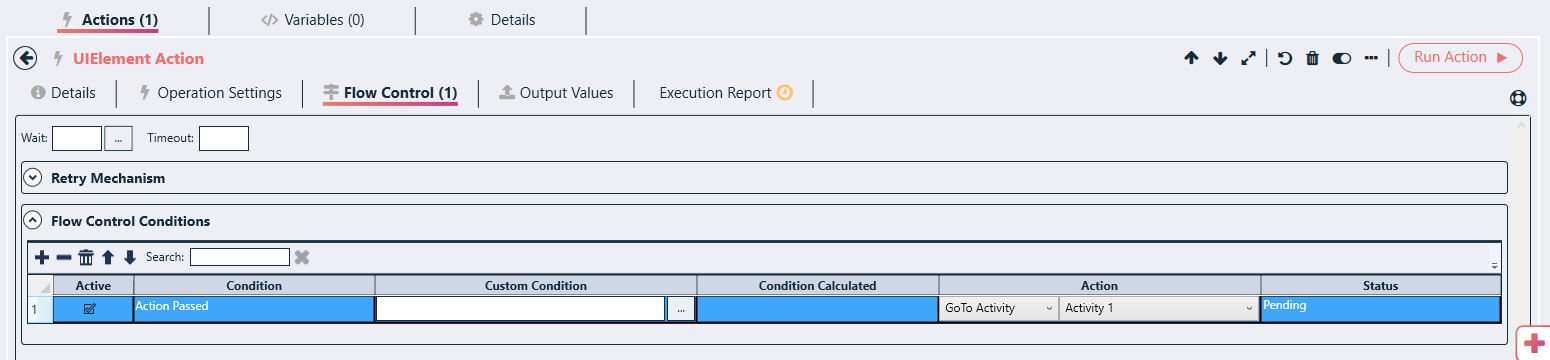 Actions (1)
Variables (0)
Details
UIElement Action
Run Action
Details
Operation Settings
Flow Control (1)
Output Values
Execution Report
Wait:
...
Timeout:
Retry Mechanism
Flow Control Conditions
Search:
Active
Condition
Custom Condition
Condition Calculated
Action
Status
1
Action Passed
...
GoTo Activity
Activity 1
Pending